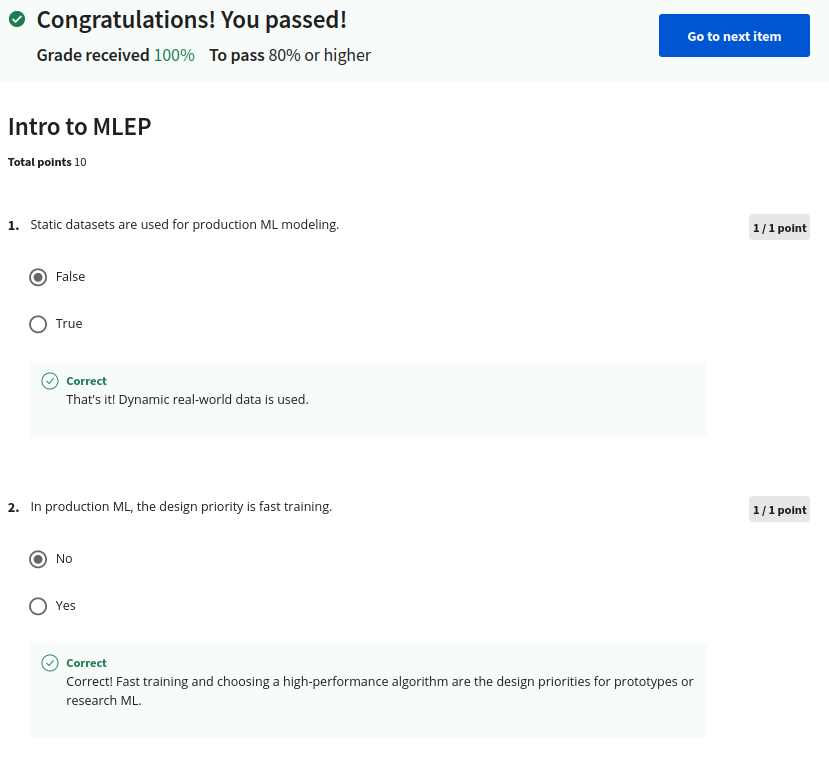 Congratulations! You passed!
Grade received 100% To pass 80% or higher
Go to next item
Intro to MLEP
Total points 10
1. Static datasets are used for production ML modeling.
1 / 1 point
False
True
Correct
That's it! Dynamic real-world data is used.
2. In production ML, the design priority is fast training.
1 / 1 point
No
Yes
Correct
Correct! Fast training and choosing a high-performance algorithm are the design priorities for prototypes or
research ML.